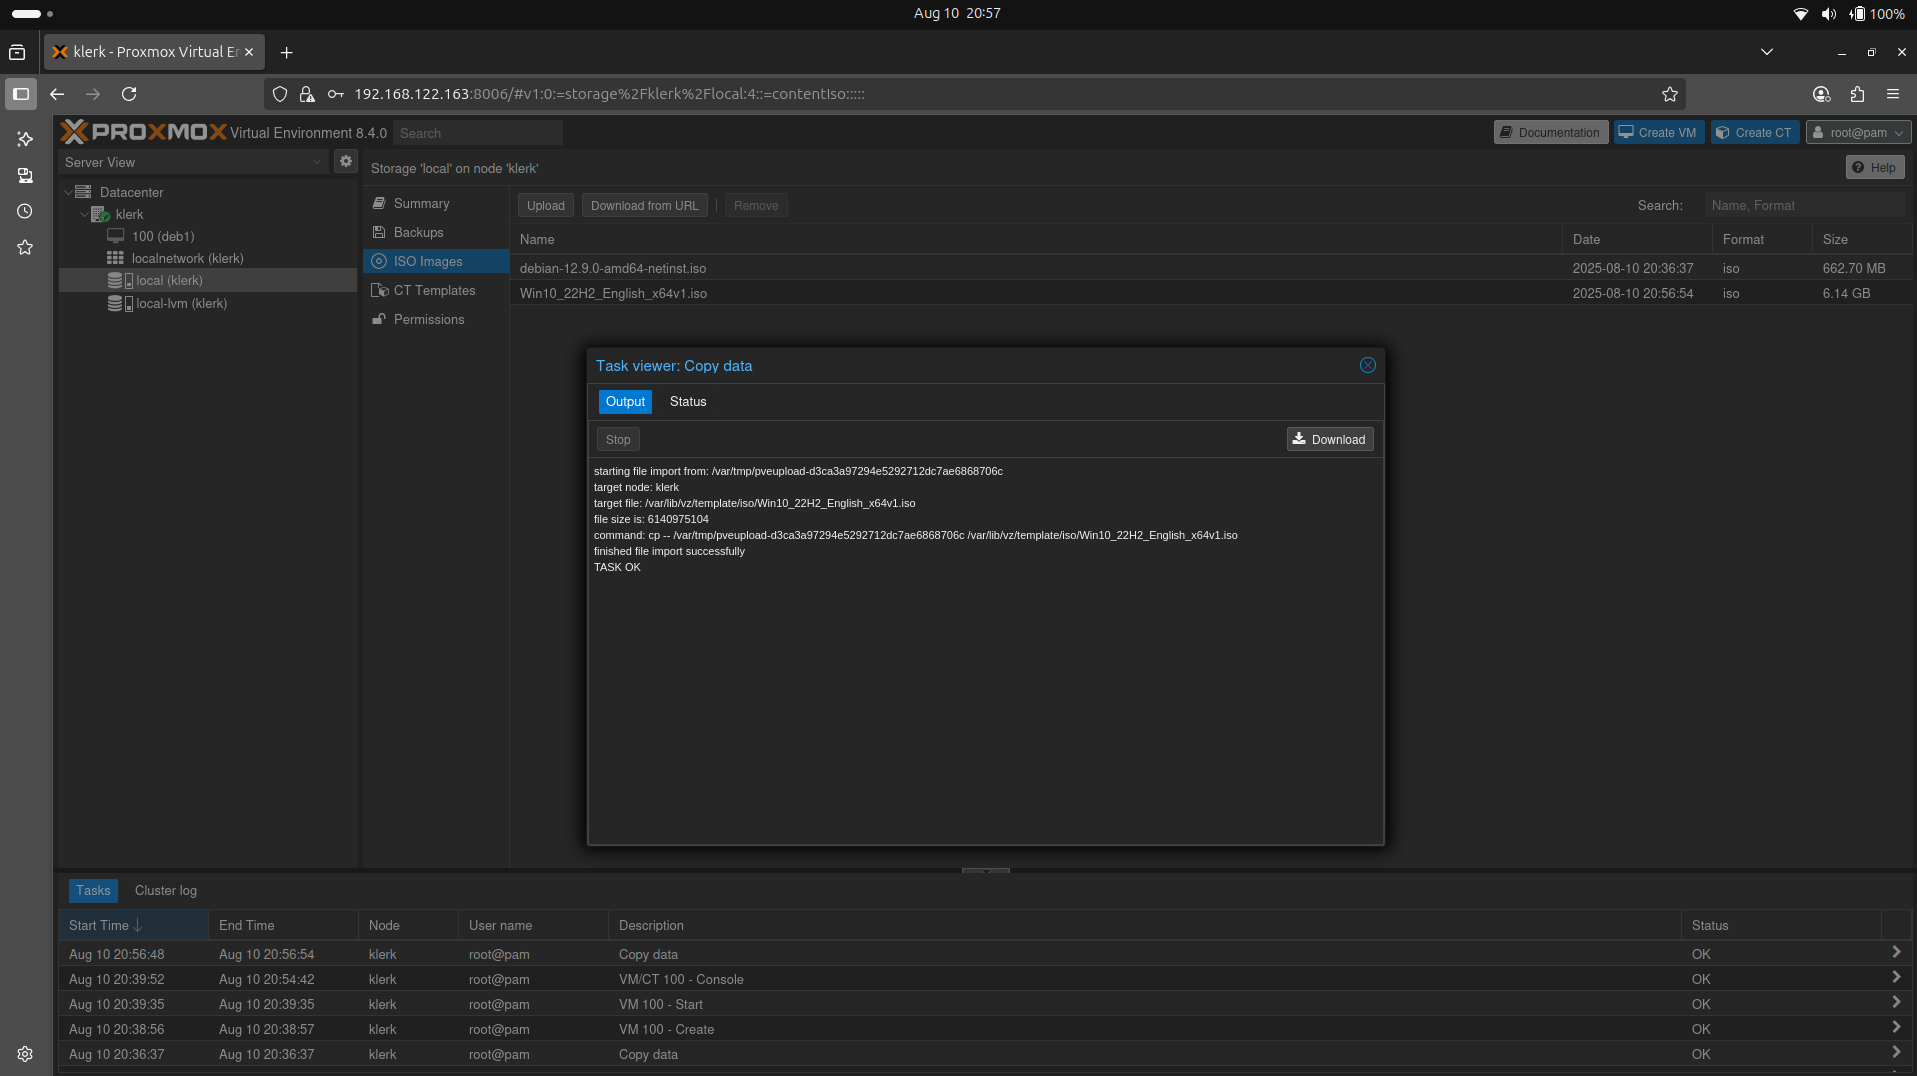 Aug 10 20:57
100%
klerk - Proxmox Virtual En
192.168.122.163:8006/#v1:0:=storage%2Fklerk%2Flocal:4::=contentIso:::::
PROXMOX Virtual Environment 8.4.0 Search
Documentation Create VM Create CT root@pam
Server View
Storage 'local' on node 'klerk'
Help
Datacenter
klerk
100 (deb1)
localnetwork (klerk)
local (klerk)
local-lvm (klerk)
Summary
Backups
ISO Images
CT Templates
Permissions
Upload Download from URL Remove Search: Name, Format
Name Date Format Size
debian-12.9.0-amd64-netinst.iso 2025-08-10 20:36:37 iso 662.70 MB
Win10_22H2_English_x64v1.iso 2025-08-10 20:56:54 iso 6.14 GB
Task viewer: Copy data
Output Status
Stop Download
starting file import from: /var/tmp/pveupload-d3ca3a97294e5292712dc7ae6868706c
target node: klerk
target file: /var/lib/vz/template/iso/Win10_22H2_English_x64v1.iso
file size is: 6140975104
command: cp -- /var/tmp/pveupload-d3ca3a97294e5292712dc7ae6868706c /var/lib/vz/template/iso/Win10_22H2_English_x64v1.iso
finished file import successfully
TASK OK
Tasks Cluster log
Start Time End Time Node User name Description Status
Aug 10 20:56:48 Aug 10 20:56:54 klerk root@pam Copy data OK
Aug 10 20:39:52 Aug 10 20:54:42 klerk root@pam VM/CT 100 - Console OK
Aug 10 20:39:35 Aug 10 20:39:35 klerk root@pam VM 100 - Start OK
Aug 10 20:38:56 Aug 10 20:38:57 klerk root@pam VM 100 - Create OK
Aug 10 20:36:37 Aug 10 20:36:37 klerk root@pam Copy data OK